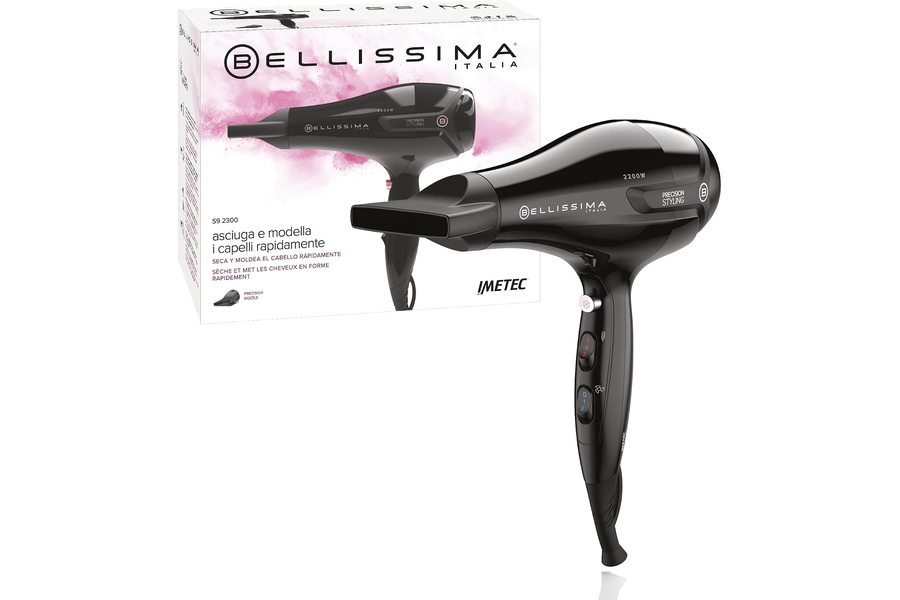 BELLISSIMA
ITALIA
2200W
BELLISSIMA
PRECISION
STYLING
B
S9 2300
asciuga e modella
i capelli rapidamente
SECA Y MOLDEA EL CABELLO RÁPIDAMENTE
SÈCHE ET MET LES CHEVEUX EN FORME
RAPIDEMENT
PRECISION
NOZZLE
IMETEC
2200W
BELLISSIMA
ITALIA
PRECISION
STYLING
B